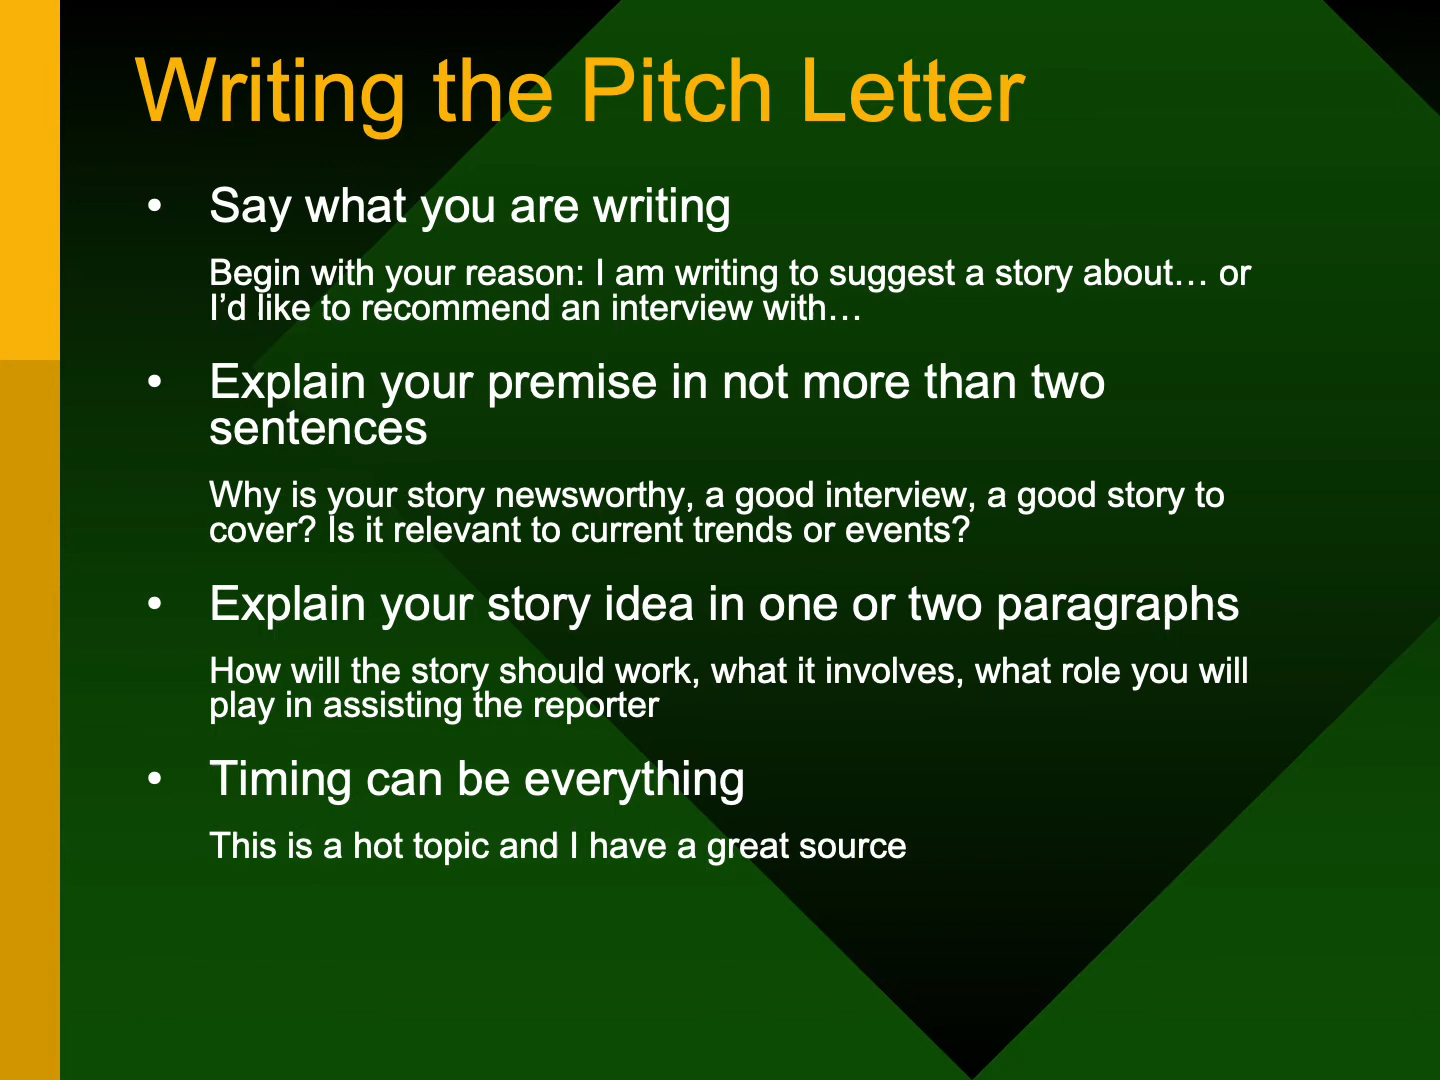 Writing the Pitch Letter
• Say what you are writing
Begin with your reason: I am writing to suggest a story about… or
I’d like to recommend an interview with…
• Explain your premise in not more than two
sentences
Why is your story newsworthy, a good interview, a good story to
cover? Is it relevant to current trends or events?
• Explain your story idea in one or two paragraphs
How will the story should work, what it involves, what role you will
play in assisting the reporter
• Timing can be everything
This is a hot topic and I have a great source